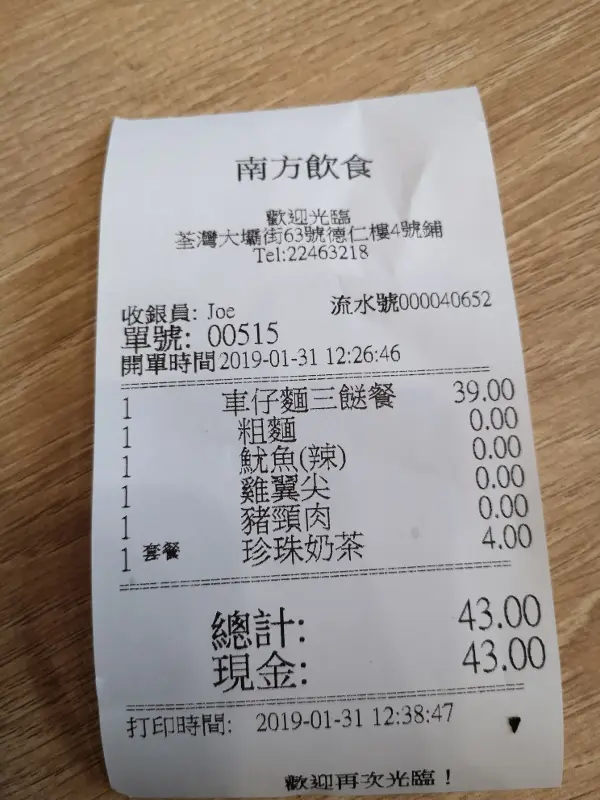 南方飲食
歡迎光臨
荃灣大壩街63號德仁樓4號鋪
Tel:22463218
收銀員: Joe 流水號000040652
單號: 00515
開單時間 2019-01-31 12:26:46
1 車仔麵三餸餐 39.00
1 粗麵 0.00
1 魷魚(辣) 0.00
1 雞翼尖 0.00
1 豬頸肉 0.00
1 套餐 珍珠奶茶 4.00
總計: 43.00
現金: 43.00
打印時間: 2019-01-31 12:38:47
歡迎再次光臨！